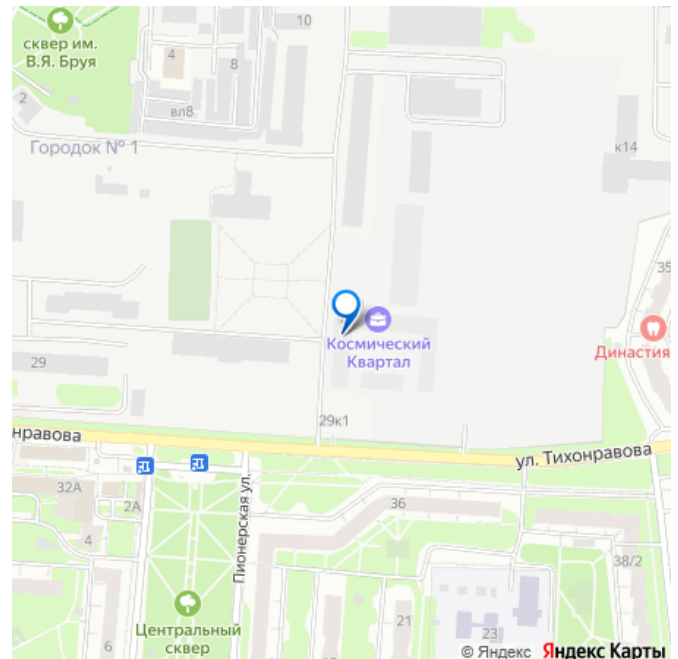 10
сквер им.
В.Я. Бруя
4
8
2
вл8
Городок № 1
к14
35
Космический
Квартал
Династия
29
29к1
нравова
ул. Тихонравова
32А
2А
Пионерская ул.
36
4
38/2
21
6
Центральный
сквер
23
© Яндекс Яндекс Карты